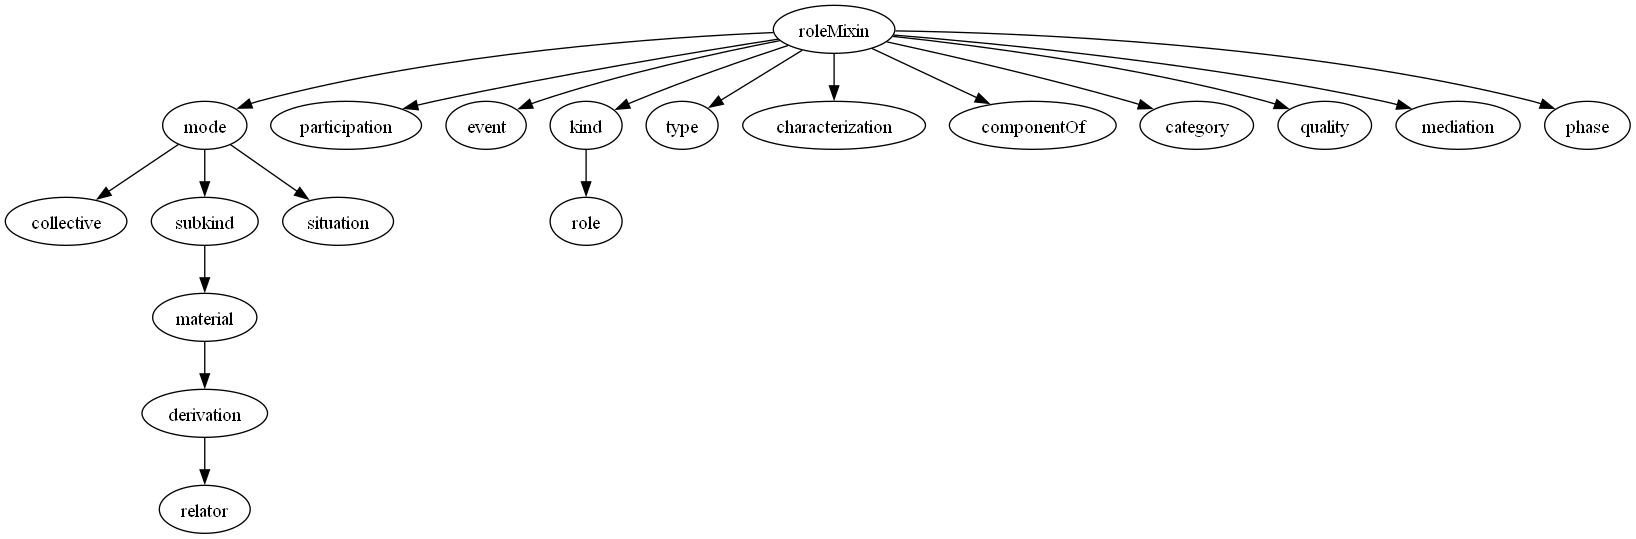 roleMixin
mode
participation
event
kind
type
characterization
componentOf
category
quality
mediation
phase
collective
subkind
situation
role
material
derivation
relator